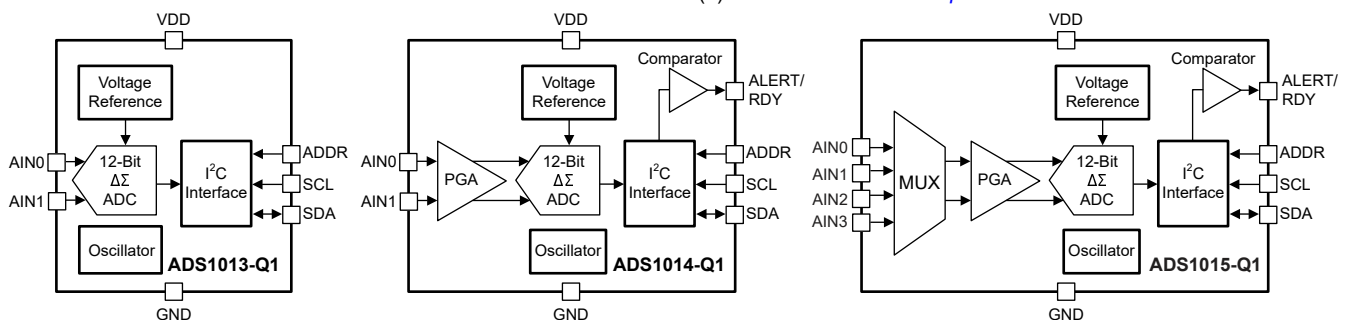 VDD
Voltage
Reference
AIN0
AIN1
12-Bit
ΔΣ
ADC
I²C
Interface
ADDR
SCL
SDA
Oscillator
ADS1013-Q1
GND
VDD
Comparator
ALERT/
RDY
Voltage
Reference
AIN0
AIN1
PGA
12-Bit
ΔΣ
ADC
I²C
Interface
ADDR
SCL
SDA
Oscillator
ADS1014-Q1
GND
VDD
Comparator
ALERT/
RDY
Voltage
Reference
AIN0
AIN1
AIN2
AIN3
MUX
PGA
12-Bit
ΔΣ
ADC
I²C
Interface
ADDR
SCL
SDA
Oscillator
ADS1015-Q1
GND